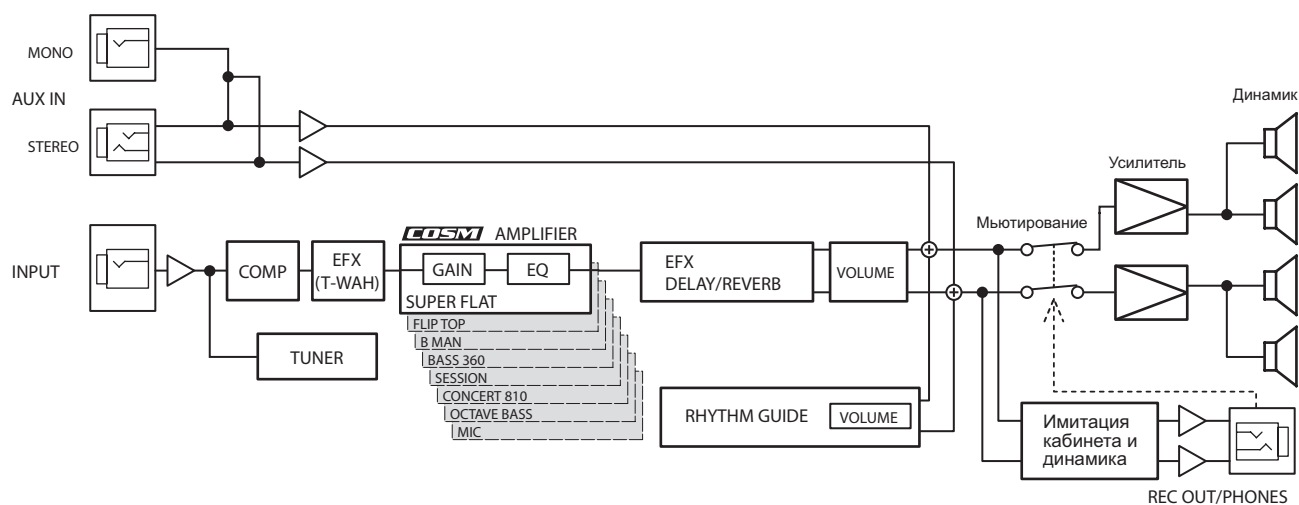 MONO
AUX IN
STEREO
INPUT
TUNER
COMP
EFX
(T-WAH)
COSM AMPLIFIER
GAIN
EQ
SUPER FLAT
FLIP TOP
B MAN
BASS 360
SESSION
CONCERT 810
OCTAVE BASS
MIC
EFX
DELAY/REVERB
VOLUME
RHYTHM GUIDE
VOLUME
Мьютирование
Усилитель
Динамик
Имитация
кабинета и
динамика
REC OUT/PHONES